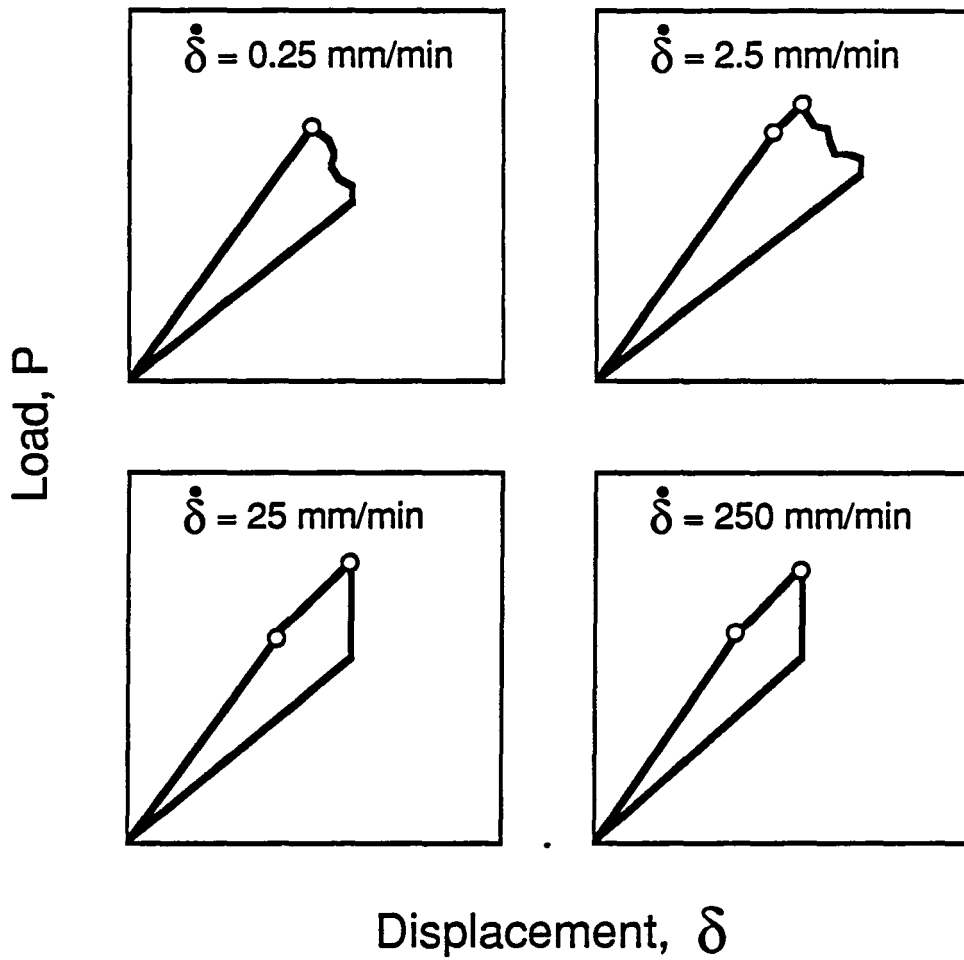 δ̇ = 0.25 mm/min
δ̇ = 2.5 mm/min
Load, P
δ̇ = 25 mm/min
δ̇ = 250 mm/min
Displacement, δ